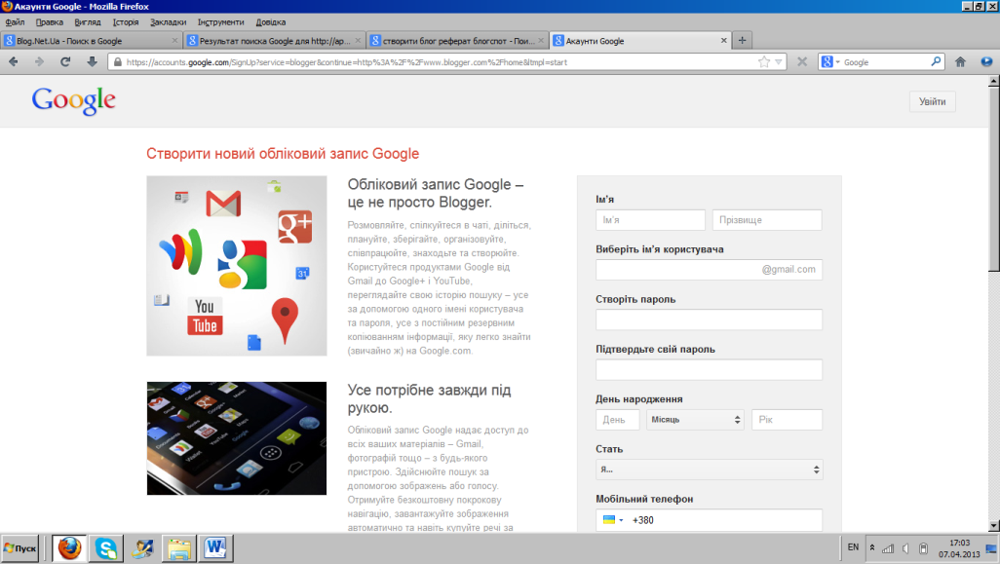 Акаунти Google - Mozilla Firefox
Файл Правка Вигляд Історія Закладки Інструменти Довідка
Blog.Net.Ua - Поиск в Google
Результат поиска Google для http://ap...
створити блог реферат блогспот - Пои...
Акаунти Google
https://accounts.google.com/SignUp?service=blogger&continue=http%3A%2F%2Fwww.blogger.com%2Fhome&ltmpl=start
Google
Google
Увійти
Створити новий обліковий запис Google
g+
31
You
Tube
Обліковий запис Google –
це не просто Blogger.
Розмовляйте, спілкуйтеся в чаті, діліться,
плануйте, зберігайте, організовуйте,
співпрацюйте, знаходьте та створюйте.
Користуйтеся продуктами Google від
Gmail до Google+ і YouTube,
переглядайте свою історію пошуку – усе
за допомогою одного імені користувача
та пароля, усе з постійним резервним
копіюванням інформації, яку легко знайти
(звичайно ж) на Google.com.
Усе потрібне завжди під
рукою.
Обліковий запис Google надає доступ до
всіх ваших матеріалів – Gmail,
фотографій тощо – з будь-якого
пристрою. Здійснюйте пошук за
допомогою зображень або голосу.
Отримуйте безкоштовну покрокову
навігацію, завантажуйте зображення
автоматично та навіть купуйте речі за
Ім'я
Ім'я Прізвище
Виберіть ім'я користувача
@gmail.com
Створіть пароль
Підтвердьте свій пароль
День народження
День Місяць Рік
Стать
Я...
Мобільний телефон
+380
Пуск
EN
17:03
07.04.2013